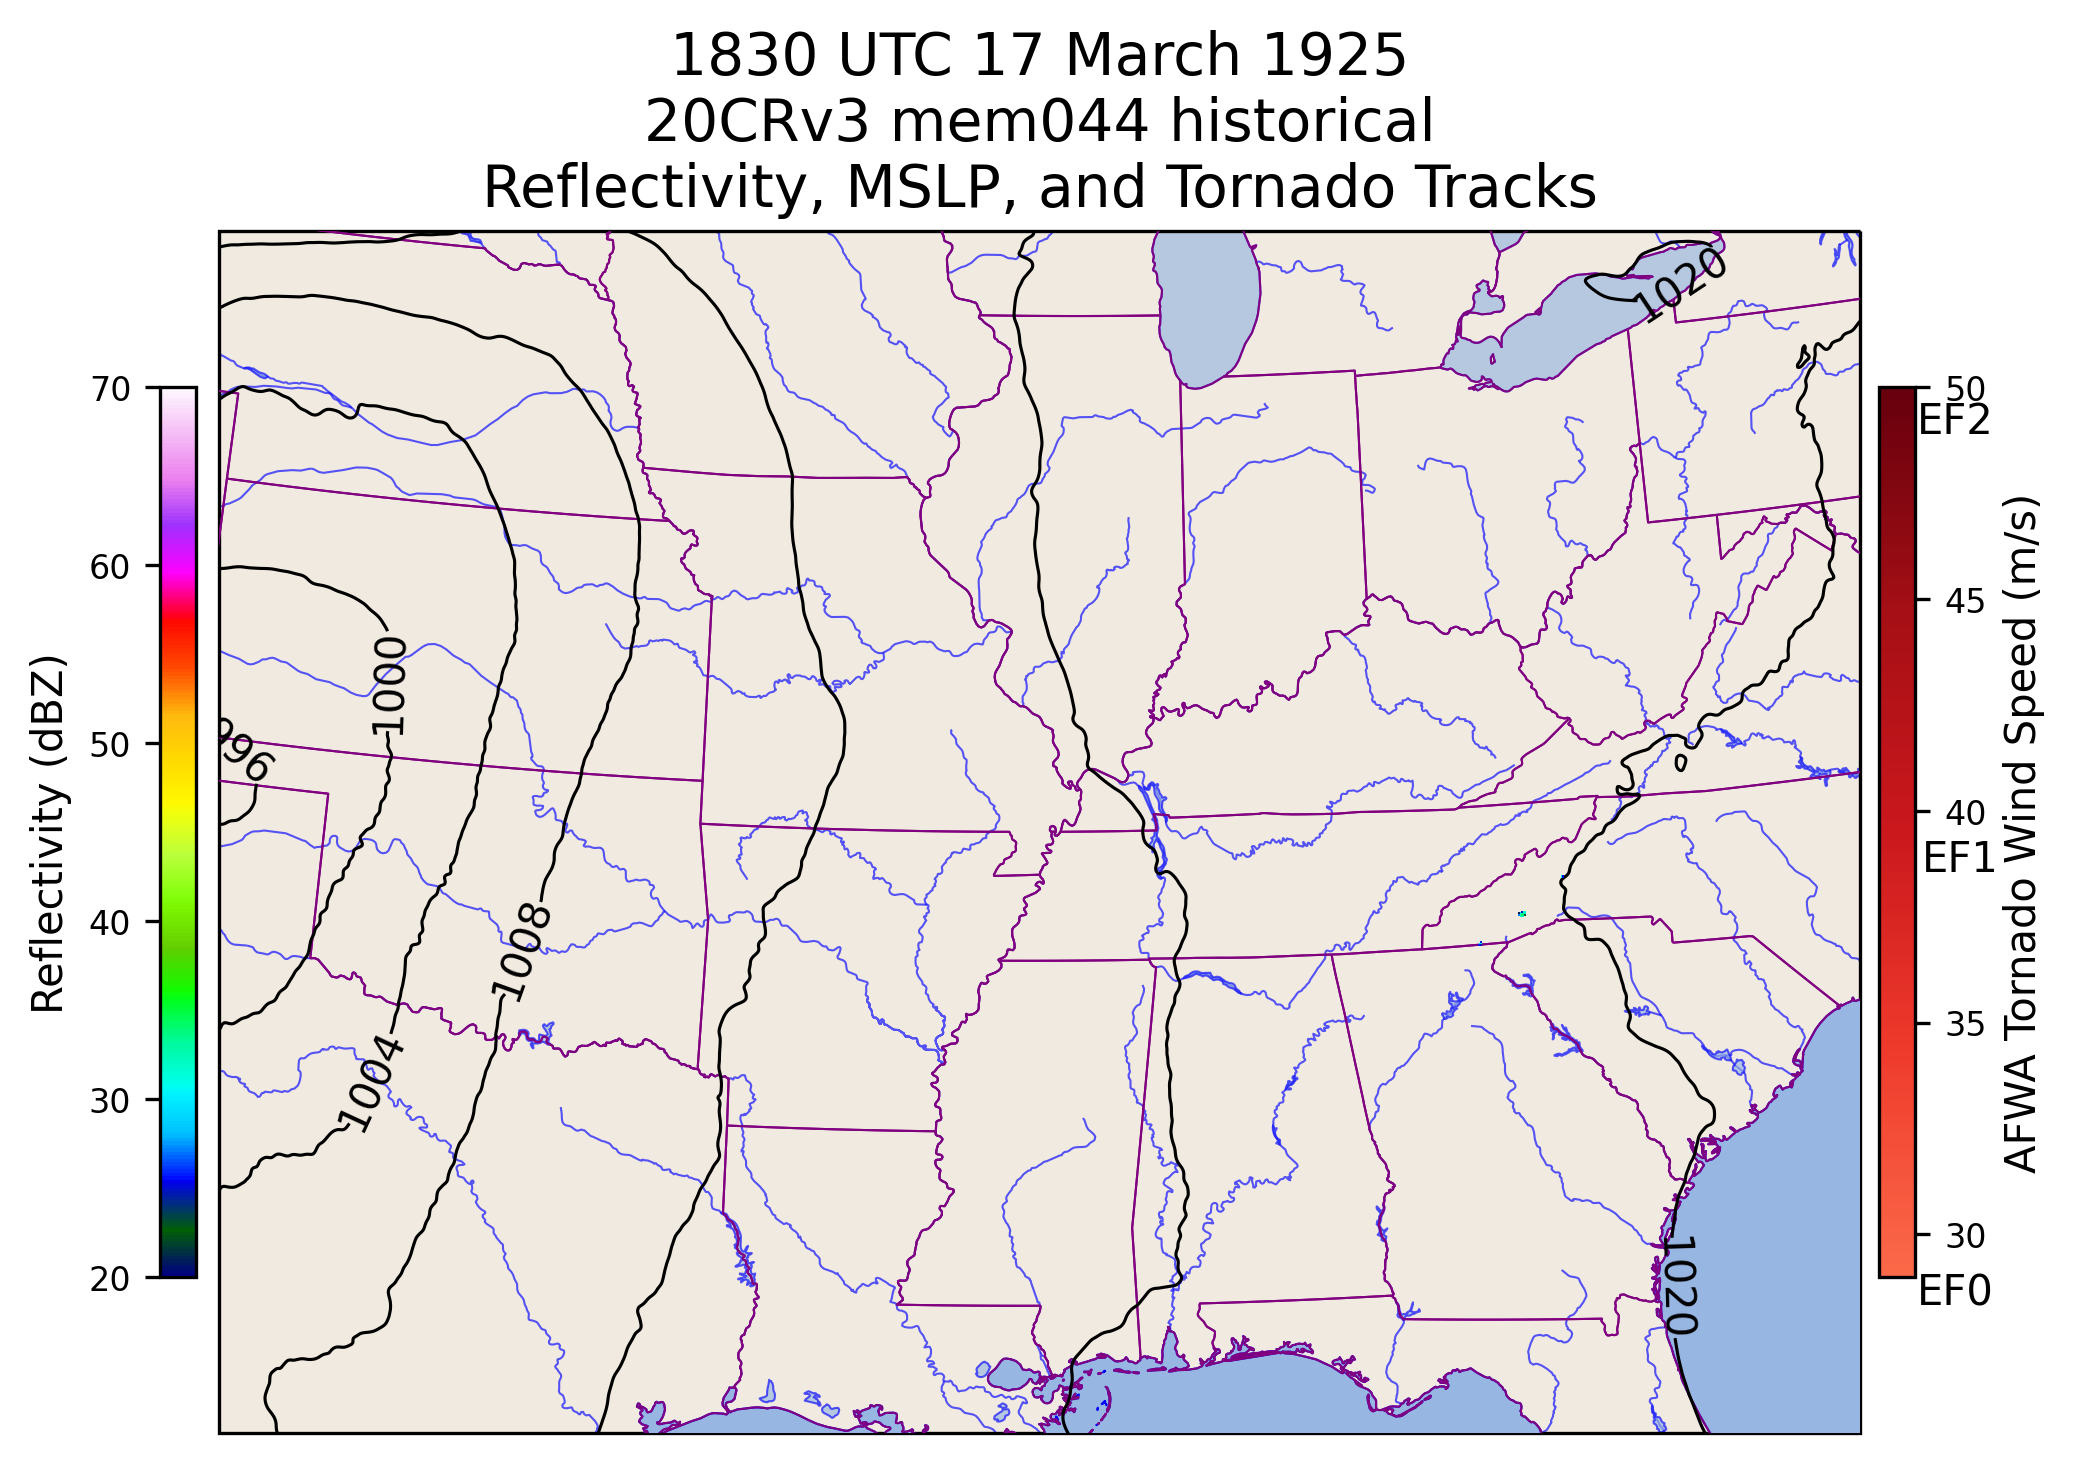 1830 UTC 17 March 1925
20CRv3 mem044 historical
Reflectivity, MSLP, and Tornado Tracks
1020
70
60
50
40
30
20
Reflectivity (dBZ)
1000
996
1008
1004
1020
50
EF2
45
40
EF1
35
30
EF0
AFWA Tornado Wind Speed (m/s)